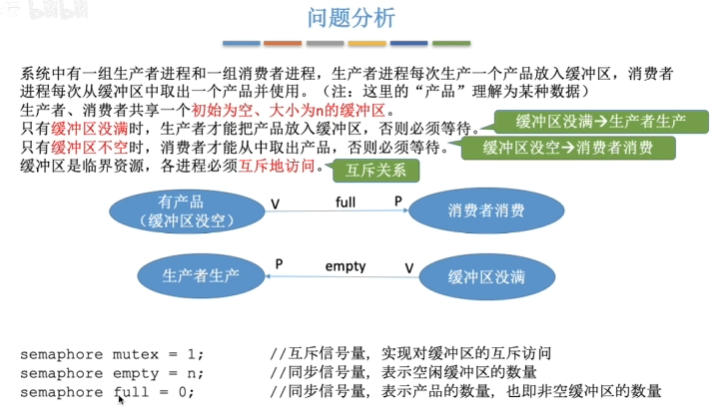 bilibili
问题分析
系统中有一组生产者进程和一组消费者进程，生产者进程每次生产一个产品放入缓冲区，消费者
进程每次从缓冲区中取出一个产品并使用。（注：这里的“产品”理解为某种数据）
生产者、消费者共享一个初始为空、大小为n的缓冲区。
只有缓冲区没满时，生产者才能把产品放入缓冲区，否则必须等待。
缓冲区没满→生产者生产
只有缓冲区不空时，消费者才能从中取出产品，否则必须等待。
缓冲区没空→消费者消费
缓冲区是临界资源，各进程必须互斥地访问。
互斥关系
有产品
（缓冲区没空）
V full P
消费者消费
生产者生产
P empty V
缓冲区没满
semaphore mutex = 1; //互斥信号量，实现对缓冲区的互斥访问
semaphore empty = n; //同步信号量，表示空闲缓冲区的数量
semaphore full = 0; //同步信号量，表示产品的数量，也即非空缓冲区的数量